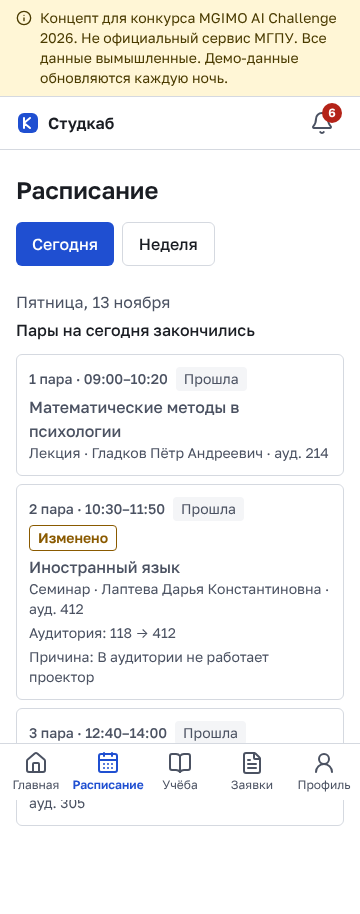 Концепт для конкурса MGIMO AI Challenge
2026. Не официальный сервис МГПУ. Все
данные вымышленные. Демо-данные
обновляются каждую ночь.
Студкаб
6
Расписание
Сегодня
Неделя
Пятница, 13 ноября
Пары на сегодня закончились
1 пара · 09:00–10:20 Прошла
Математические методы в
психологии
Лекция · Гладков Пётр Андреевич · ауд. 214
2 пара · 10:30–11:50 Прошла
Изменено
Иностранный язык
Семинар · Лаптева Дарья Константиновна ·
ауд. 412
Аудитория: 118 → 412
Причина: В аудитории не работает
проектор
3 пара · 12:40–14:00 Прошла
Главная
Расписание
Учёба
Заявки
Профиль
ауд. 305